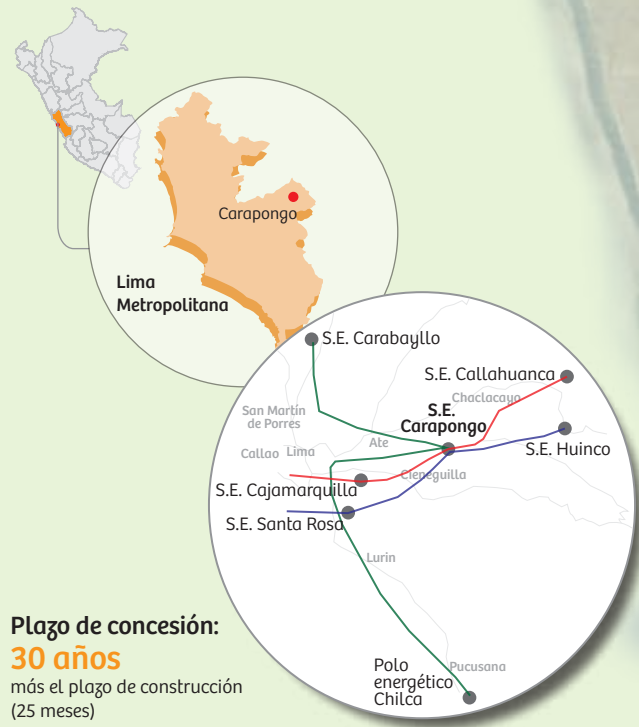 Carapongo
Lima
Metropolitana
S.E. Carabayllo
S.E. Callahuanca
Chaclacayo
San Martín
de Porres
S.E.
Carapongo
Ate
Callao
Lima
S.E. Huinco
Cieneguilla
S.E. Cajamarquilla
S.E. Santa Rosa
Lurin
Polo
energético
Chilca
Pucusana
Plazo de concesión:
30 años
más el plazo de construcción
(25 meses)